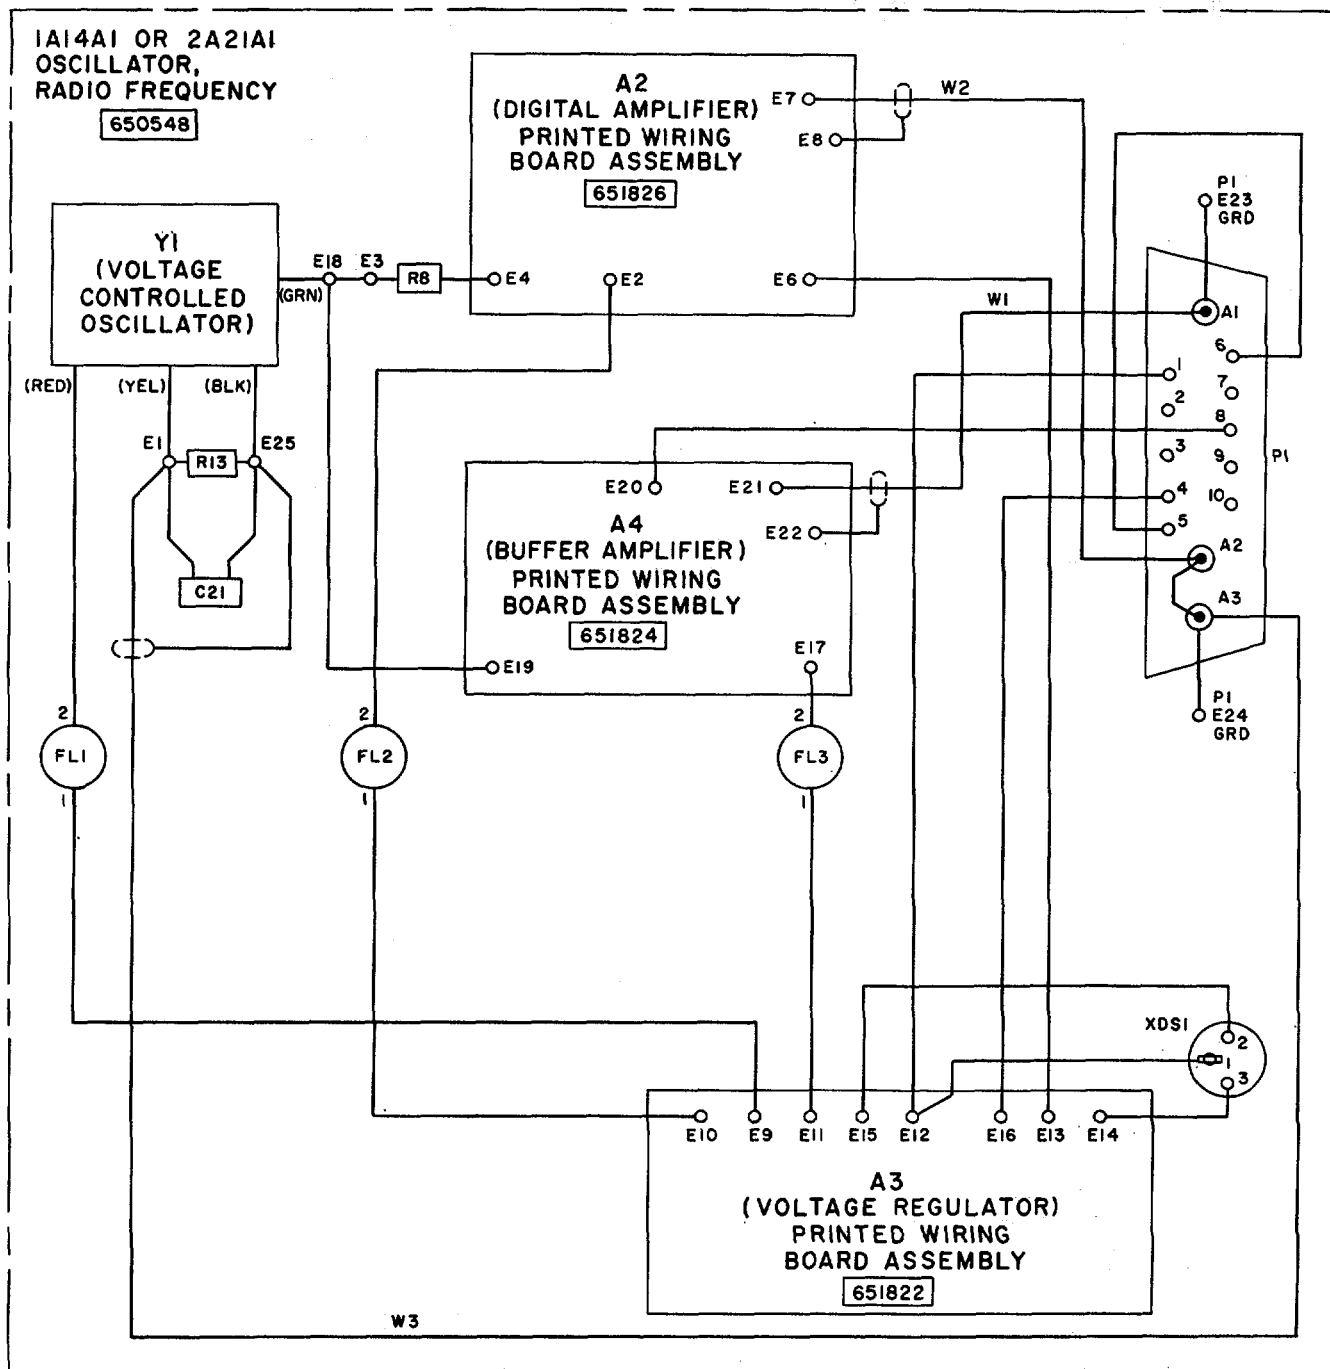 1A14A1 OR 2A21A1
OSCILLATOR,
RADIO FREQUENCY
650548
A2
(DIGITAL AMPLIFIER)
PRINTED WIRING
BOARD ASSEMBLY
651826
E7
E8
W2
E4
E2
E6
Y1
(VOLTAGE
CONTROLLED
OSCILLATOR)
E18
E3
R8
(GRN)
(RED)
(YEL)
(BLK)
E1
R13
E25
C21
P1
E23
GRD
W1
A1
6
1
7
2
8
3
9
P1
4
10
5
A2
A3
P1
E24
GRD
E20
E21
E22
A4
(BUFFER AMPLIFIER)
PRINTED WIRING
BOARD ASSEMBLY
651824
E19
E17
2
FL1
1
2
FL2
1
2
FL3
1
XDS1
2
1
3
E10
E9
E11
E15
E12
E16
E13
E14
A3
(VOLTAGE REGULATOR)
PRINTED WIRING
BOARD ASSEMBLY
651822
W3